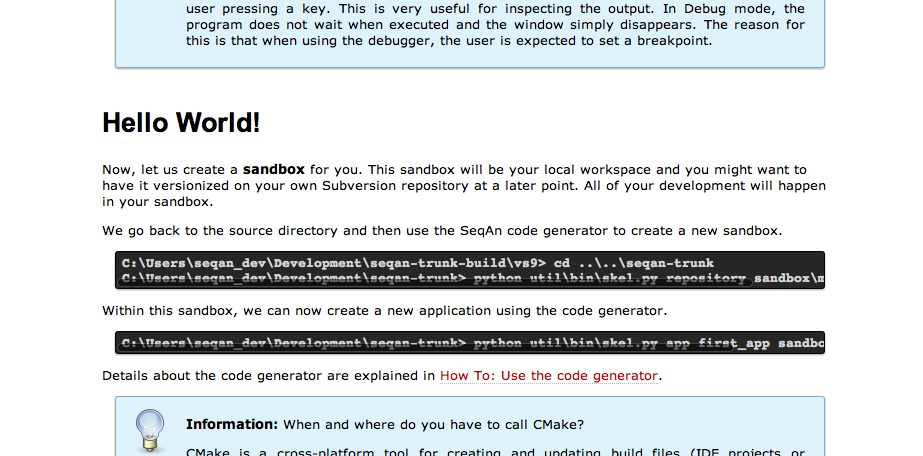 user pressing a key. This is very useful for inspecting the output. In Debug mode, the
program does not wait when executed and the window simply disappears. The reason for
this is that when using the debugger, the user is expected to set a breakpoint.
Hello World!
Now, let us create a sandbox for you. This sandbox will be your local workspace and you might want to
have it versionized on your own Subversion repository at a later point. All of your development will happen
in your sandbox.
We go back to the source directory and then use the SeqAn code generator to create a new sandbox.
C:\Users\seqan_dev\Development\seqan-trunk-build\vs9> cd ..\..\seqan-trunk
C:\Users\seqan_dev\Development\seqan-trunk> python util\bin\skel.py repository sandbox\m
Within this sandbox, we can now create a new application using the code generator.
C:\Users\seqan_dev\Development\seqan-trunk> python util\bin\skel.py app first_app sandbo
Details about the code generator are explained in How To: Use the code generator.
Information: When and where do you have to call CMake?
CMake is a cross-platform tool for creating and updating build files (IDE projects or